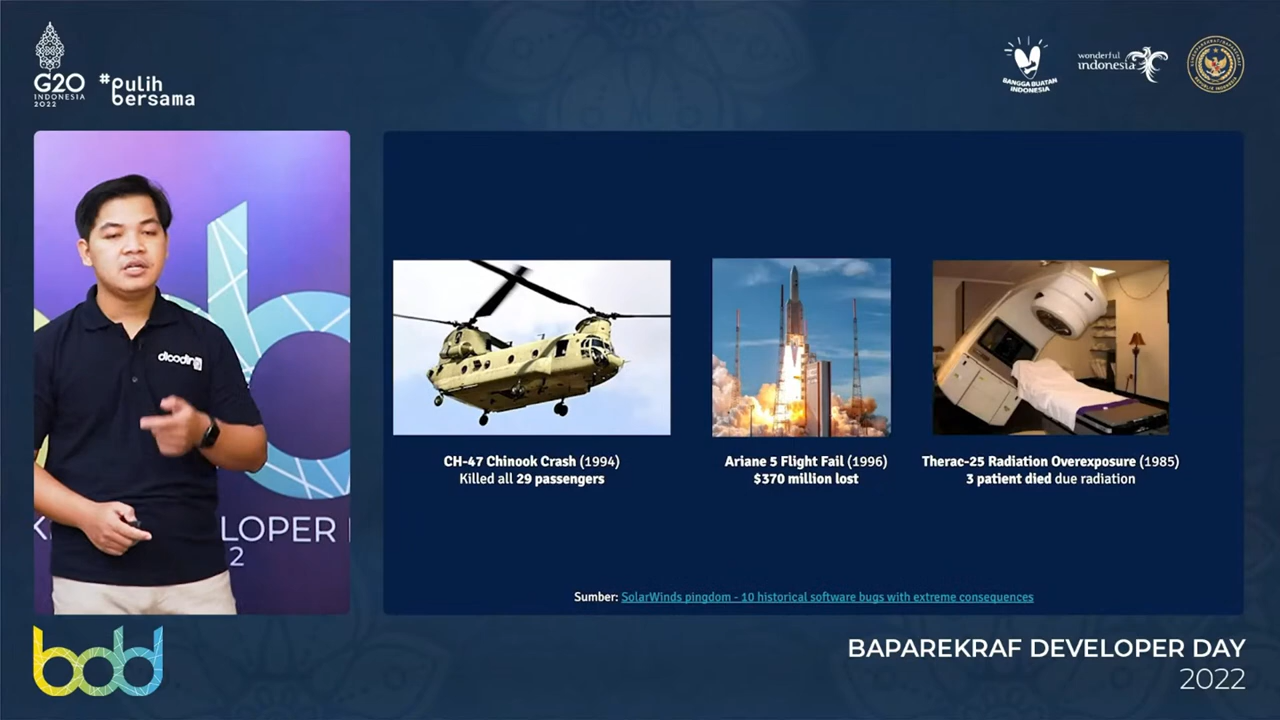 G20
INDONESIA
2022
#pulih
bersama
BANGGA BUATAN
INDONESIA
wonderful
indonesia
dicoding
LOPER
2
CH-47 Chinook Crash (1994)
Killed all 29 passengers
Ariane 5 Flight Fail (1996)
$370 million lost
Therac-25 Radiation Overexposure (1985)
3 patient died due radiation
Sumber: SolarWinds pingdom - 10 historical software bugs with extreme consequences
bdd
BAPAREKRAF DEVELOPER DAY
2022